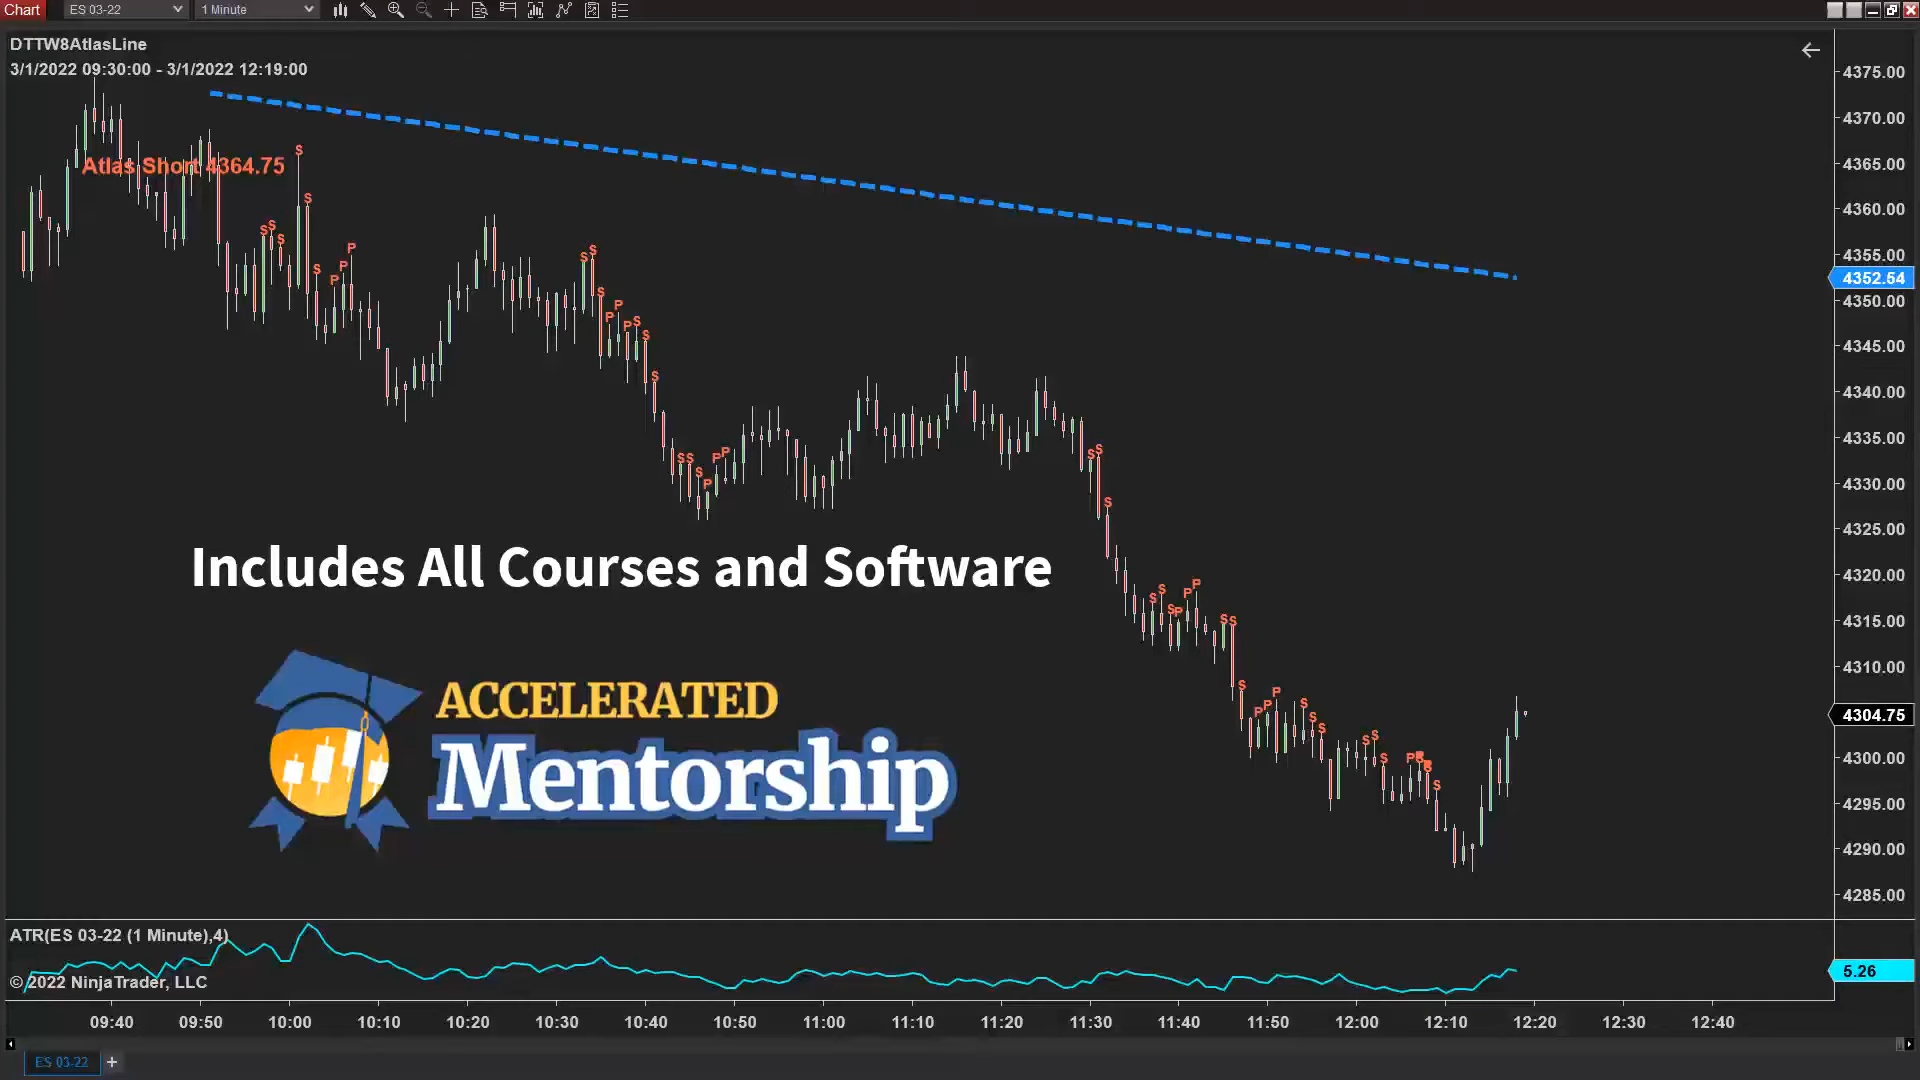 Chart ES 03-22 1 Minute
DTTW8AtlasLine
3/1/2022 09:30:00 - 3/1/2022 12:19:00
Atlas Short 4364.75
S
S
S S
S
S
P P P
S S
S
P P
P S
S
S
S S
S
P
P P
S S
S
S S
S P
P P
S S
S
P P
P
S
S
S
S S
S
P S
S
S
4375.00
4370.00
4365.00
4360.00
4355.00
4352.54
4350.00
4345.00
4340.00
4335.00
4330.00
4325.00
4320.00
4315.00
4310.00
4304.75
4300.00
4295.00
4290.00
4285.00
Includes All Courses and Software
ACCELERATED
Mentorship
ATR(ES 03-22 (1 Minute),4)
5.26
© 2022 NinjaTrader, LLC
09:40 09:50 10:00 10:10 10:20 10:30 10:40 10:50 11:00 11:10 11:20 11:30 11:40 11:50 12:00 12:10 12:20 12:30 12:40
ES 03-22 +